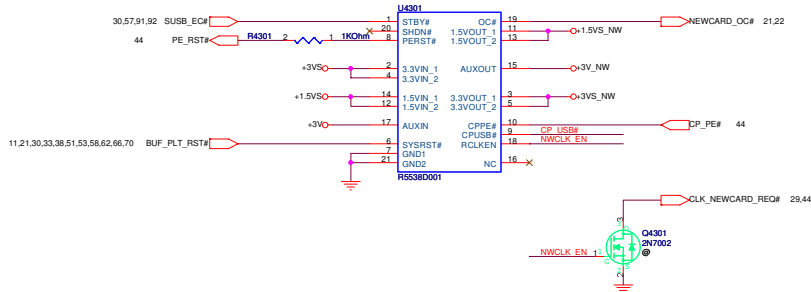 U4301
30,57,91,92 SUSB_EC# 1 STBY# OC# 19 NEWCARD_OC# 21,22
20 SHDN# 1.5VOUT_1 11 +1.5VS_NW
44 PE_RST# R4301 2 1 1KOhm 8 PERST# 1.5VOUT_2 13
+3VS 2 3.3VIN_1 AUXOUT 15 +3V_NW
4 3.3VIN_2
+1.5VS 14 1.5VIN_1 3.3VOUT_1 3 +3VS_NW
12 1.5VIN_2 3.3VOUT_2 5
+3V 17 AUXIN CPPE# 10 CP_PE# 44
CPUSB# 9 CP_USB#
11,21,30,33,38,51,53,58,62,66,70 BUF_PLT_RST# 6 SYSRST# RCLKEN 18 NWCLK_EN
7 GND1
21 GND2 NC 16
R5538D001
CLK_NEWCARD_REQ# 29,44
3
Q4301
2N7002
NWCLK_EN 1 G @
2